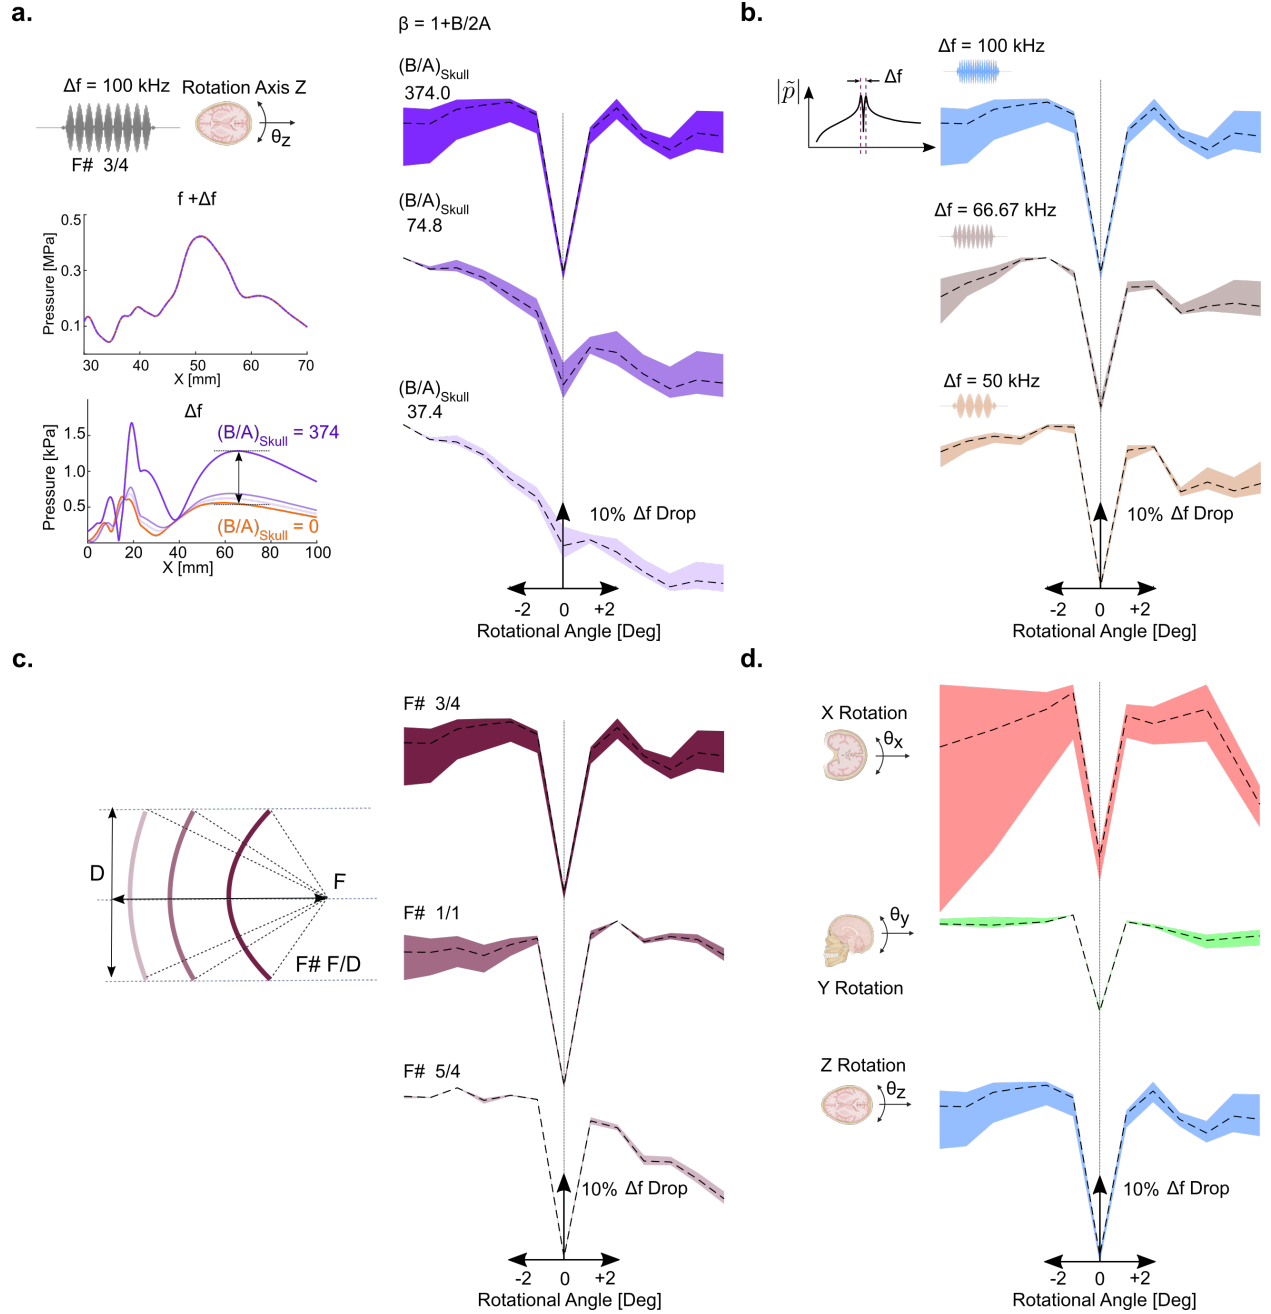 a.
Δf = 100 kHz
Rotation Axis Z
θz
F# 3/4
f +Δf
Pressure [MPa]
0.5
0.3
0.1
30 40 50 60 70
X [mm]
Δf
Pressure [kPa]
1.5
1.0
0.5
(B/A)Skull = 374
(B/A)Skull = 0
0 20 40 60 80 100
X [mm]
β = 1+B/2A
(B/A)Skull
374.0
(B/A)Skull
74.8
(B/A)Skull
37.4
10% Δf Drop
-2 0 +2
Rotational Angle [Deg]
b.
|p̃|
Δf
Δf = 100 kHz
Δf = 66.67 kHz
Δf = 50 kHz
10% Δf Drop
-2 0 +2
Rotational Angle [Deg]
c.
D
F
F# F/D
F# 3/4
F# 1/1
F# 5/4
10% Δf Drop
-2 0 +2
Rotational Angle [Deg]
d.
X Rotation
θx
θy
Y Rotation
Z Rotation
θz
10% Δf Drop
-2 0 +2
Rotational Angle [Deg]